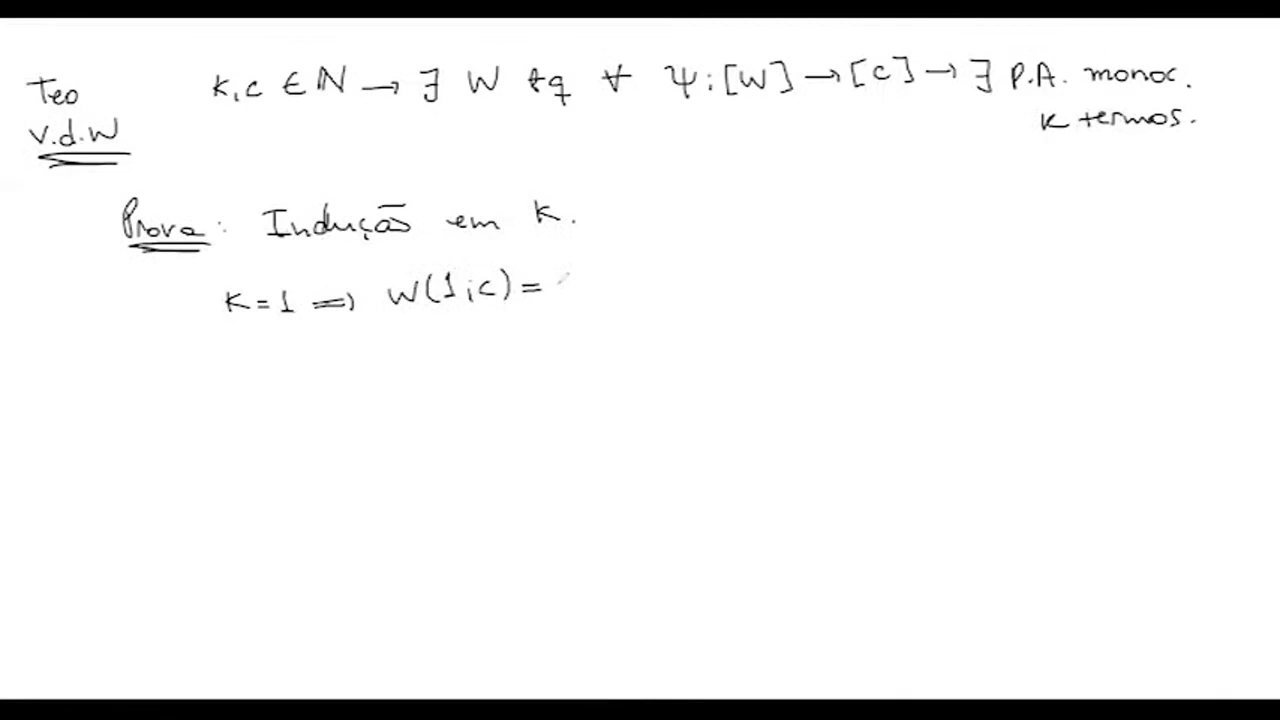 Teo k,c ∈ ℕ → ∃ W tq ∀ Ψ:[W] → [c] → ∃ P.A. monoc.
V.d.W k termos.
Prova: Indução em k.
k=1 ⟹ W(1;c) =